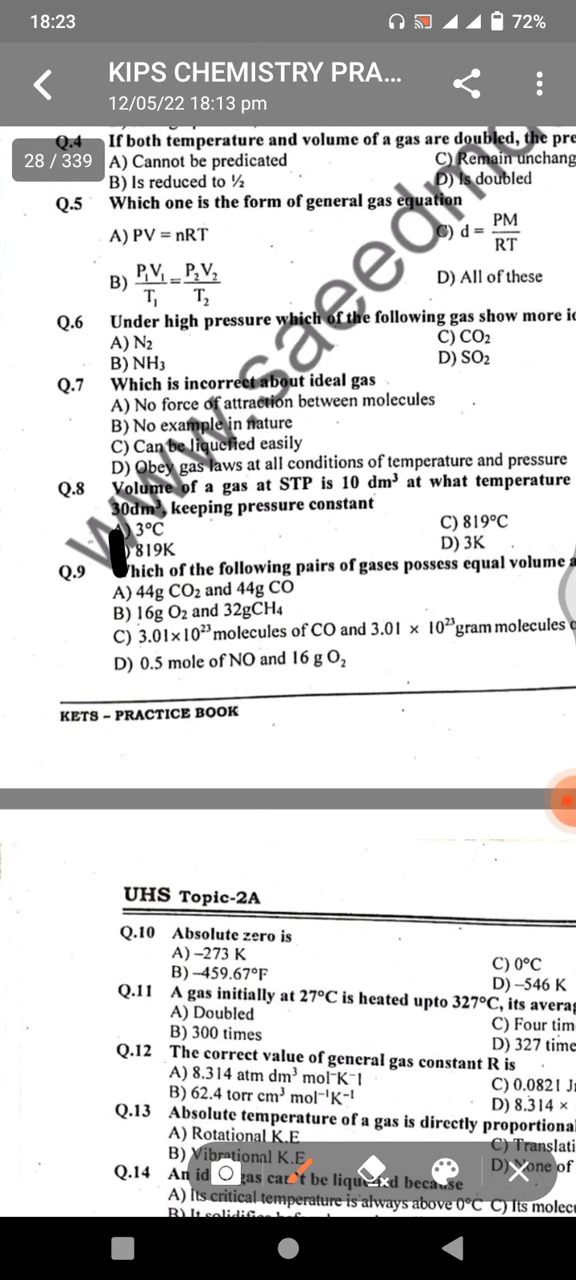 18:23
72%
KIPS CHEMISTRY PRA...
12/05/22 18:13 pm
28 / 339
Q.4 If both temperature and volume of a gas are doubled, the pre
A) Cannot be predicated C) Remain unchang
B) Is reduced to ½ D) Is doubled
Q.5 Which one is the form of general gas equation
A) PV = nRT C) d = PM/RT
B) P₁V₁/T₁ = P₂V₂/T₂ D) All of these
Q.6 Under high pressure which of the following gas show more ic
A) N₂ C) CO₂
B) NH₃ D) SO₂
Q.7 Which is incorrect about ideal gas
A) No force of attraction between molecules
B) No example in nature
C) Can be liquefied easily
D) Obey gas laws at all conditions of temperature and pressure
Q.8 Volume of a gas at STP is 10 dm³ at what temperature
30dm³, keeping pressure constant
A) 3°C C) 819°C
) 819K D) 3K
Q.9 hich of the following pairs of gases possess equal volume a
A) 44g CO₂ and 44g CO
B) 16g O₂ and 32gCH₄
C) 3.01×10²³ molecules of CO and 3.01 × 10²³ gram molecules
D) 0.5 mole of NO and 16 g O₂
KETS – PRACTICE BOOK
www.saeedmd
UHS Topic-2A
Q.10 Absolute zero is
A) –273 K C) 0°C
B) –459.67°F D) –546 K
Q.11 A gas initially at 27°C is heated upto 327°C, its averag
A) Doubled C) Four tim
B) 300 times D) 327 time
Q.12 The correct value of general gas constant R is
A) 8.314 atm dm³ mol⁻K⁻¹ C) 0.0821 J
B) 62.4 torr cm³ mol⁻¹K⁻¹ D) 8.314 ×
Q.13 Absolute temperature of a gas is directly proportional
A) Rotational K.E C) Translati
B) Vibrational K.E D) None of
Q.14 An id gas can't be liquefied because
A) Its critical temperature is always above 0°C C) Its molecu
B) It solidifi